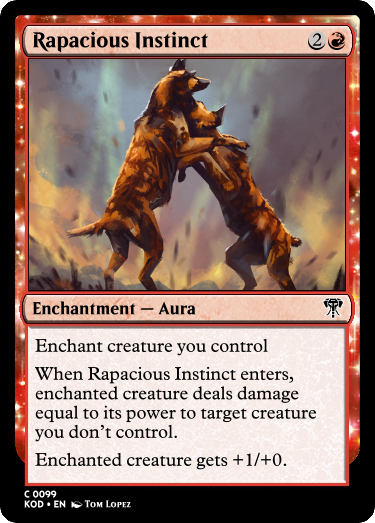 Rapacious Instinct 2
Enchantment — Aura
Enchant creature you control
When Rapacious Instinct enters,
enchanted creature deals damage
equal to its power to target creature
you don't control.
Enchanted creature gets +1/+0.
C 0099
KOD • EN Tom Lopez